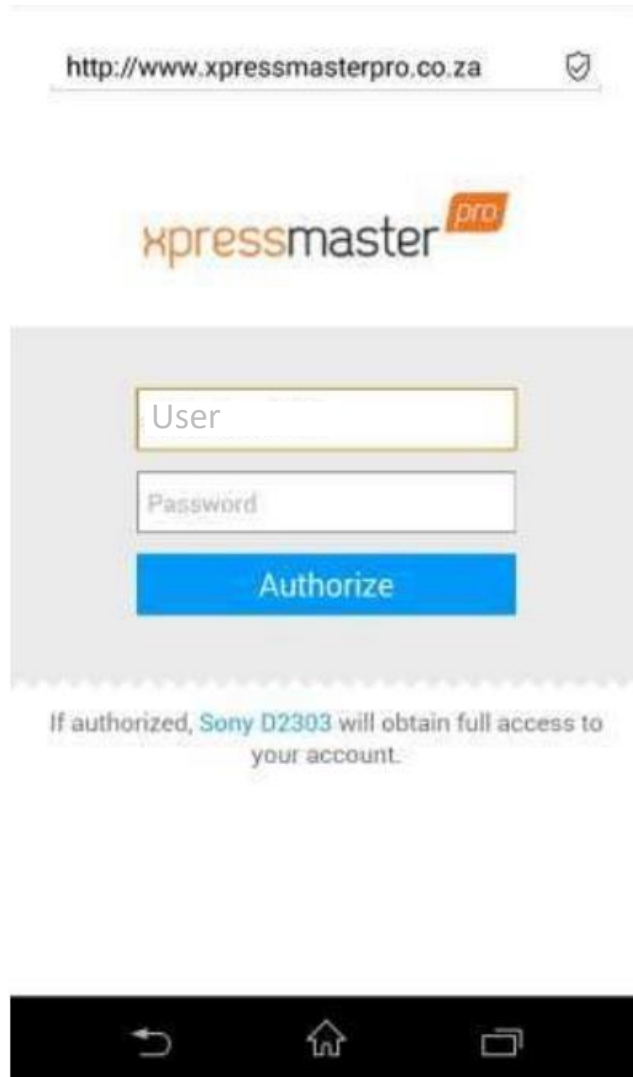 http://www.xpressmasterpro.co.za
xpressmaster pro
User
Password
Authorize
If authorized, Sony D2303 will obtain full access to
your account.